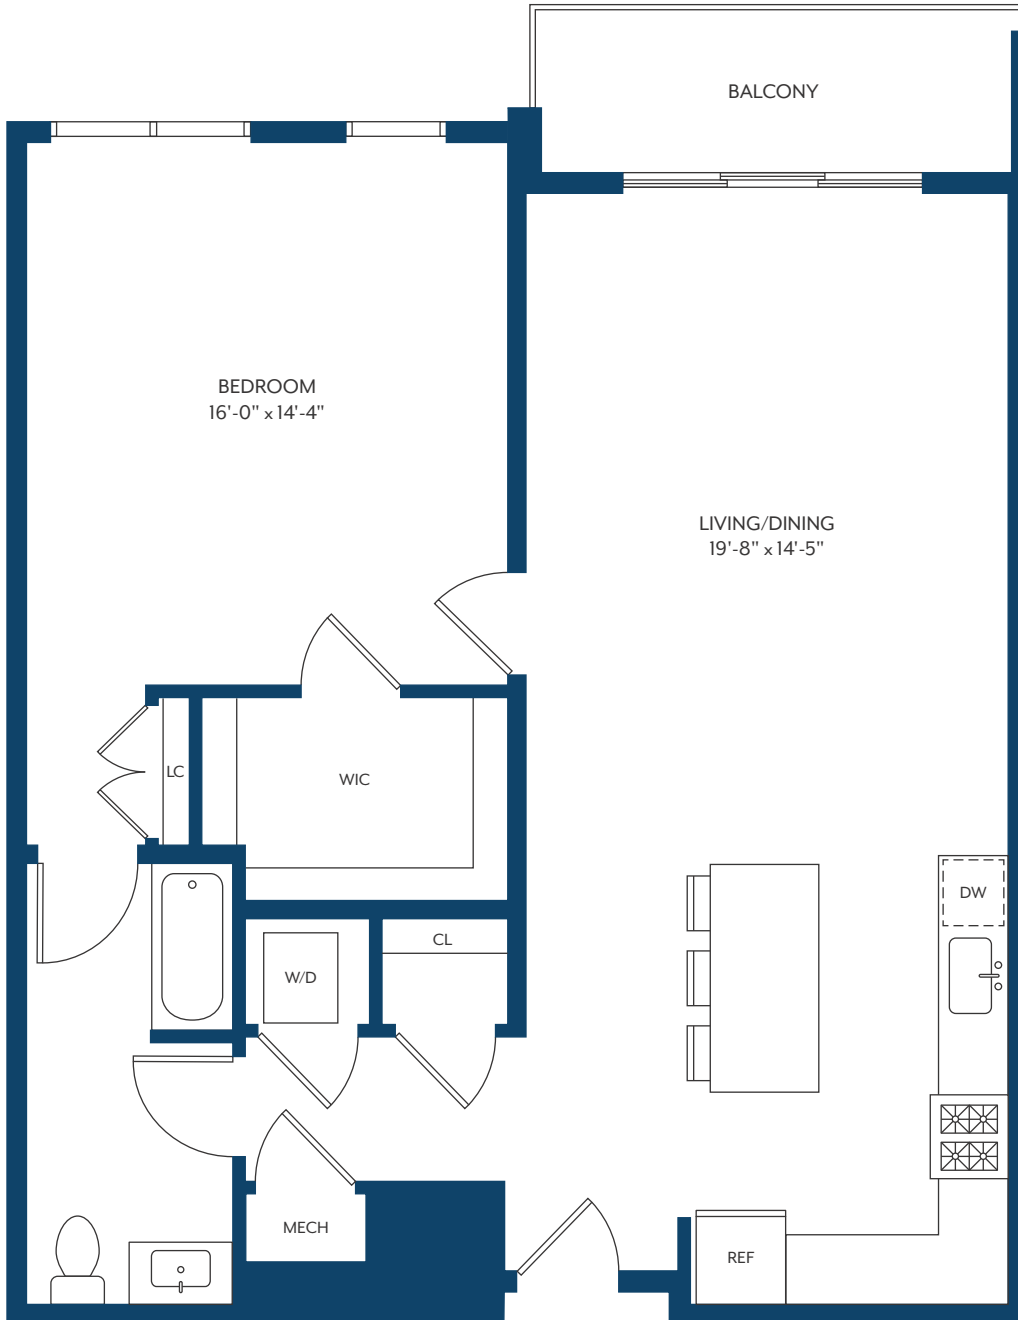 BALCONY
BEDROOM
16'-0" x 14'-4"
LIVING/DINING
19'-8" x 14'-5"
LC
WIC
DW
CL
W/D
MECH
REF